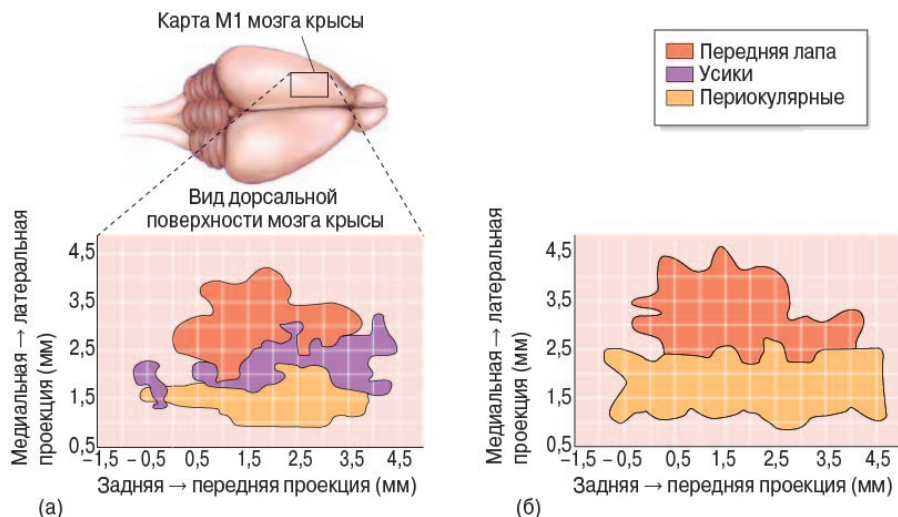 Карта М1 мозга крысы
Передняя лапа
Усики
Периокулярные
Вид дорсальной
поверхности мозга крысы
Медиальная → латеральная
проекция (мм)
4,5
3,5
2,5
1,5
0,5
−1,5 − 0,5 0,5 1,5 2,5 3,5 4,5
Задняя → передняя проекция (мм)
(а)
Медиальная → латеральная
проекция (мм)
4,5
3,5
2,5
1,5
0,5
−1,5 − 0,5 0,5 1,5 2,5 3,5 4,5
Задняя → передняя проекция (мм)
(б)